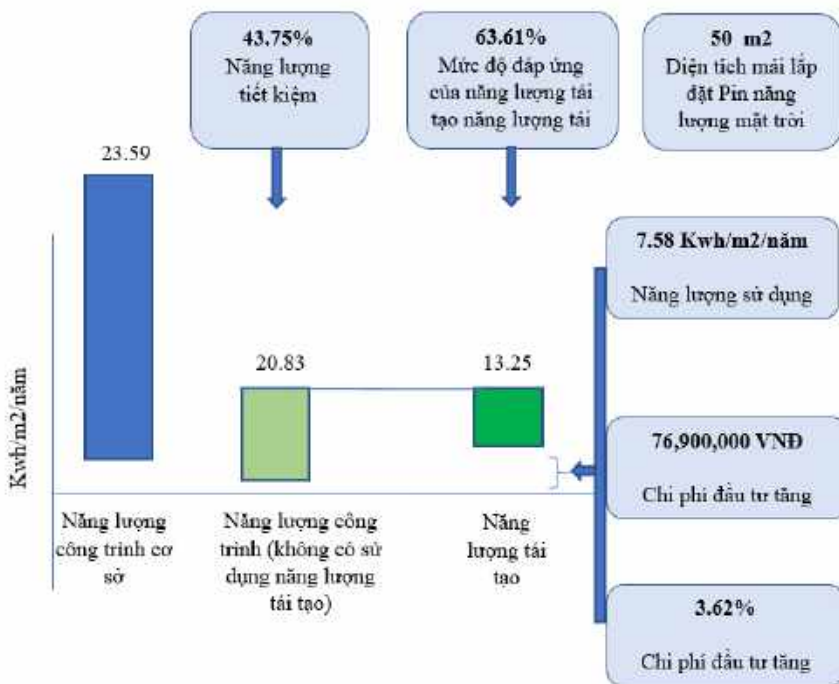 43.75%
Năng lượng
tiết kiệm
63.61%
Mức độ đáp ứng
của năng lượng tái
tạo năng lượng tái
50 m2
Diện tích mái lắp
đặt Pin năng
lượng mặt trời
23.59
7.58 Kwh/m2/năm
Năng lượng sử dụng
20.83
13.25
Kwh/m2/năm
76,900,000 VNĐ
Chi phí đầu tư tăng
Năng lượng
công trình cơ
sở
Năng lượng công
trình (không có sử
dụng năng lượng
tái tạo)
Năng
lượng tái
tạo
3.62%
Chi phí đầu tư tăng